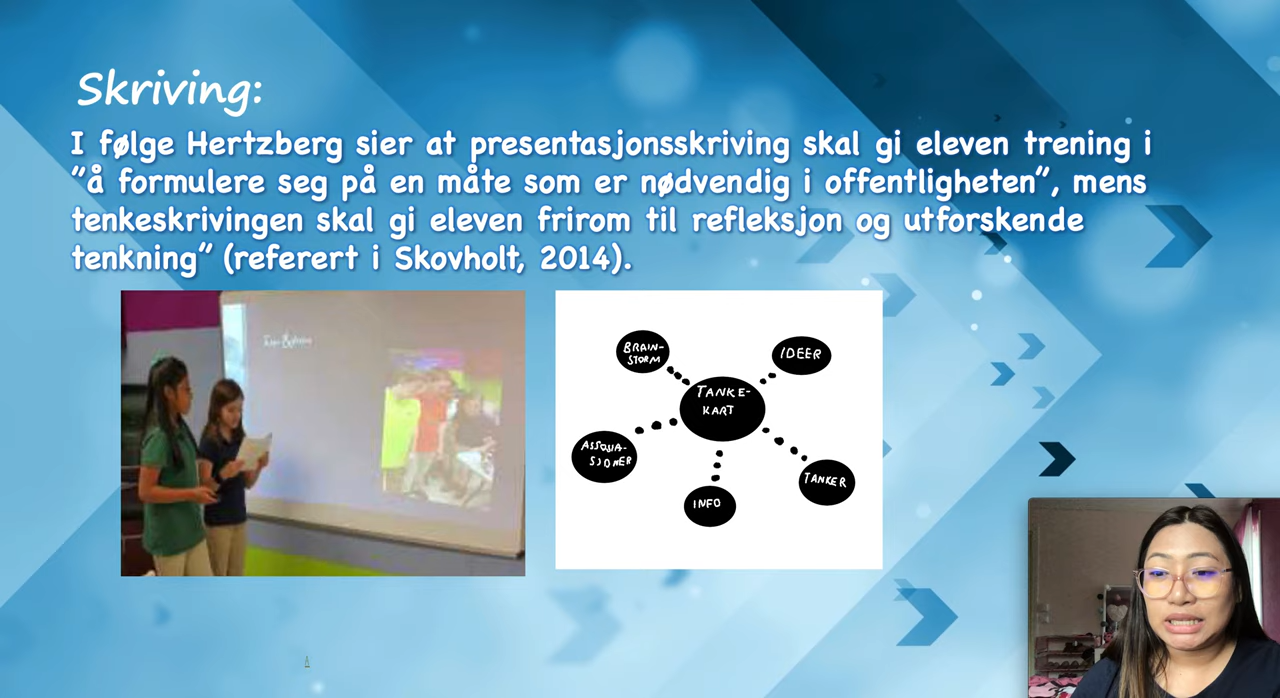 Skriving:
I følge Hertzberg sier at presentasjonsskriving skal gi eleven trening i
”å formulere seg på en måte som er nødvendig i offentligheten”, mens
tenkeskrivingen skal gi eleven frirom til refleksjon og utforskende
tenkning” (referert i Skovholt, 2014).
BRAIN-
STORM
IDEER
TANKE-
KART
SJONER
TANKER
INFO